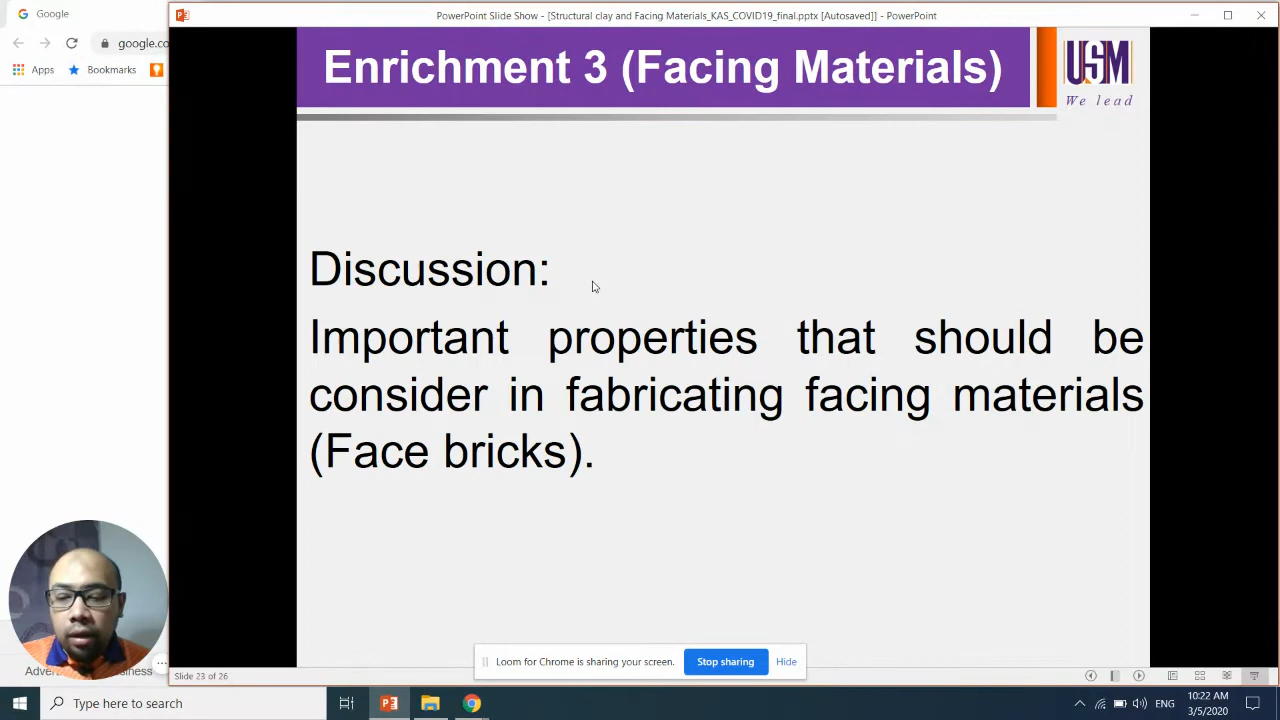 Google
PowerPoint Slide Show - [Structural clay and Facing Materials_KAS_COVID19_final.pptx [Autosaved]] - PowerPoint
google.co
Apps
Bookmarks
Enrichment 3 (Facing Materials)
USM
We lead
Discussion:
Important properties that should be
consider in fabricating facing materials
(Face bricks).
Loom for Chrome is sharing your screen.
Stop sharing
Hide
Slide 23 of 26
Type here to search
ENG
10:22 AM
3/5/2020